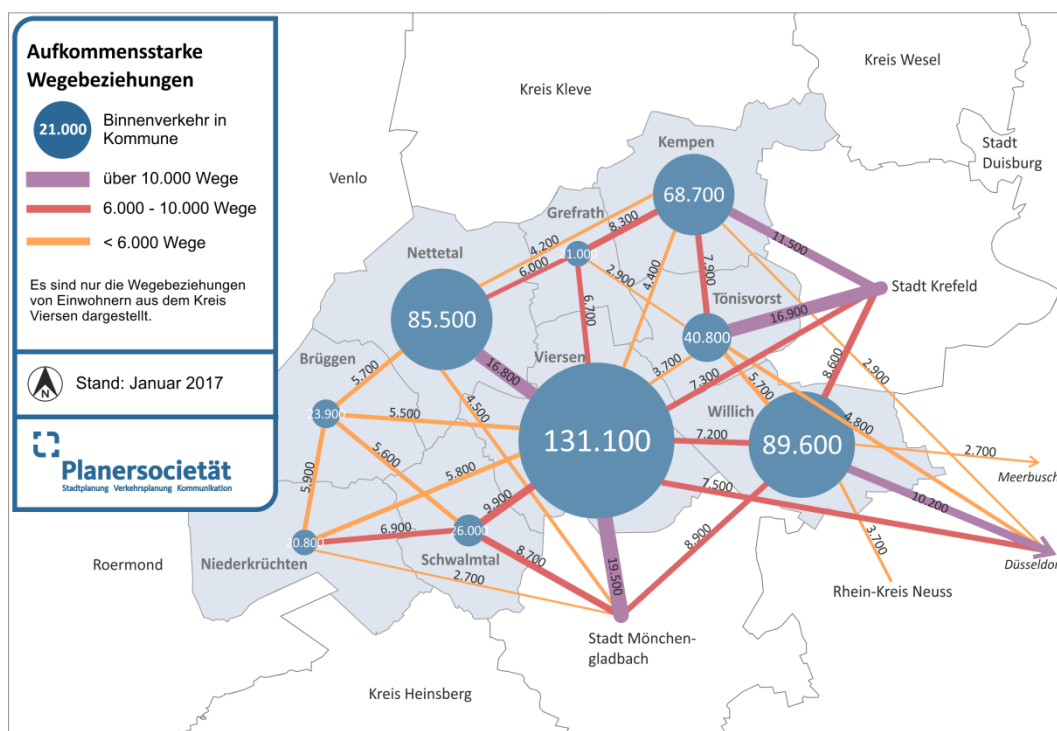 Aufkommensstarke
Wegebeziehungen
21.000
Binnenverkehr in
Kommune
über 10.000 Wege
6.000 - 10.000 Wege
< 6.000 Wege
Es sind nur die Wegebeziehungen
von Einwohnern aus dem Kreis
Viersen dargestellt.
N
Stand: Januar 2017
Planersocietät
Stadtplanung Verkehrsplanung Kommunikation
Kreis Wesel
Kreis Kleve
Stadt
Duisburg
Venlo
Kempen
68.700
Grefrath
21.000
8.300
4.200
6.000
11.500
Nettetal
85.500
2.900
4.400
7.900
6.700
Tönisvorst
40.800
16.900
Stadt Krefeld
Brüggen
23.900
5.700
16.800
Viersen
131.100
3.700
7.300
5.700
8.600
2.900
Willich
89.600
4.800
5.500
4.500
7.200
2.700
Meerbusch
5.600
5.800
5.900
7.500
10.200
9.900
6.900
26.000
20.800
Niederkrüchten
Schwalmtal
8.700
2.700
19.500
8.900
3.700
Düsseldorf
Roermond
Rhein-Kreis Neuss
Stadt Mönchen-
gladbach
Kreis Heinsberg